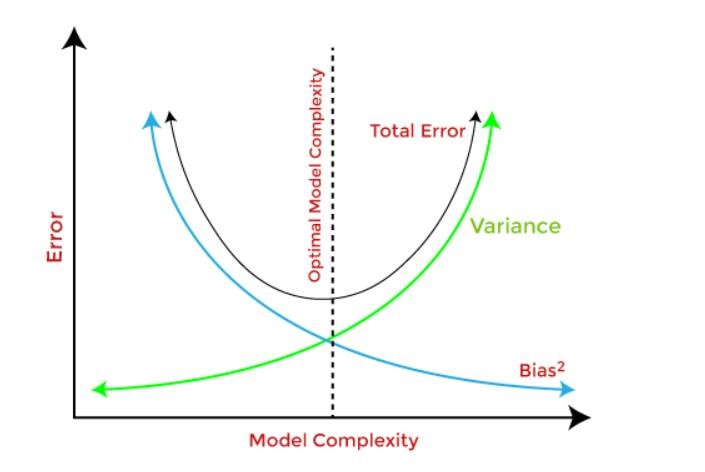 Optimal Model Complexity
Total Error
Variance
Error
Bias²
Model Complexity